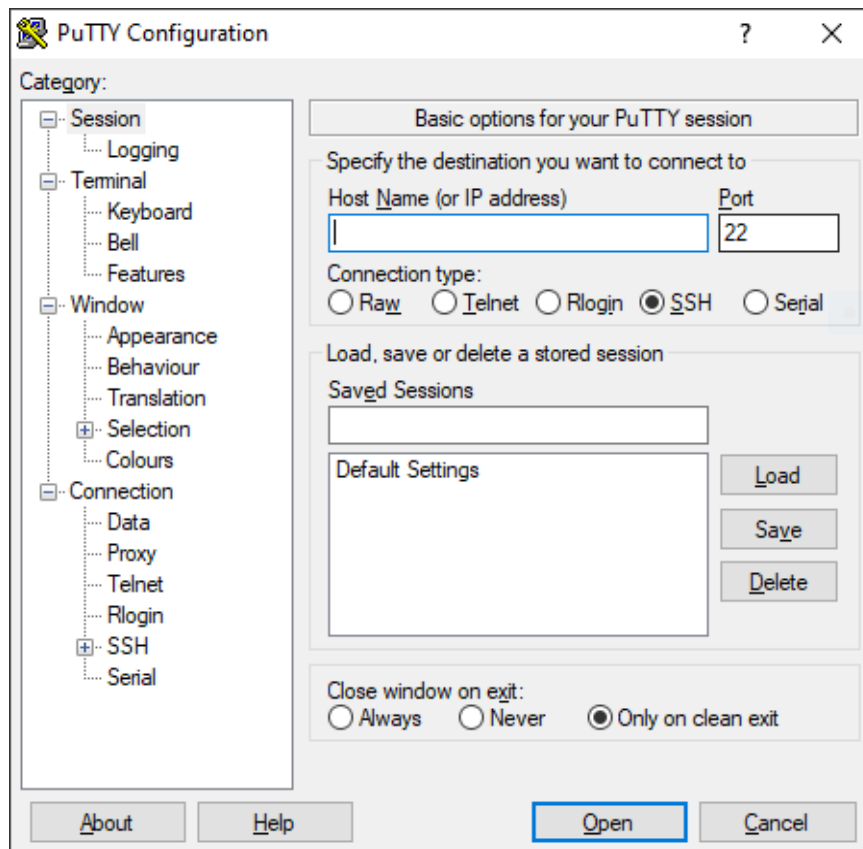 PuTTY Configuration
?
Category:
Session
Logging
Terminal
Keyboard
Bell
Features
Window
Appearance
Behaviour
Translation
Selection
Colours
Connection
Data
Proxy
Telnet
Rlogin
SSH
Serial
Basic options for your PuTTY session
Specify the destination you want to connect to
Host Name (or IP address) Port
22
Connection type:
Raw Telnet Rlogin SSH Serial
Load, save or delete a stored session
Saved Sessions
Default Settings
Load
Save
Delete
Close window on exit:
Always Never Only on clean exit
About Help Open Cancel